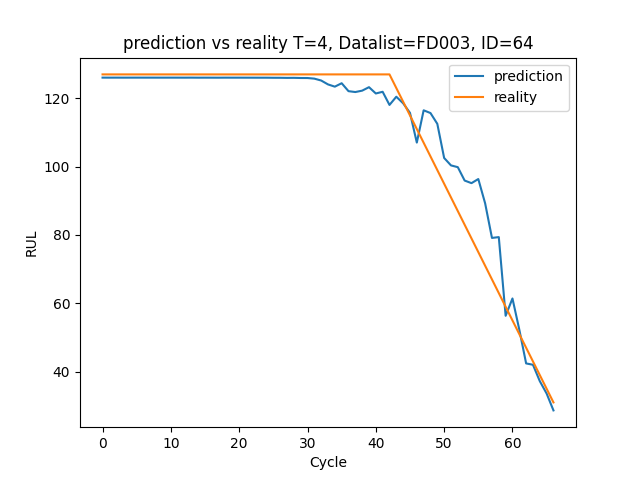 prediction vs reality T=4, Datalist=FD003, ID=64
prediction
reality
RUL
120
100
80
60
40
0 10 20 30 40 50 60
Cycle